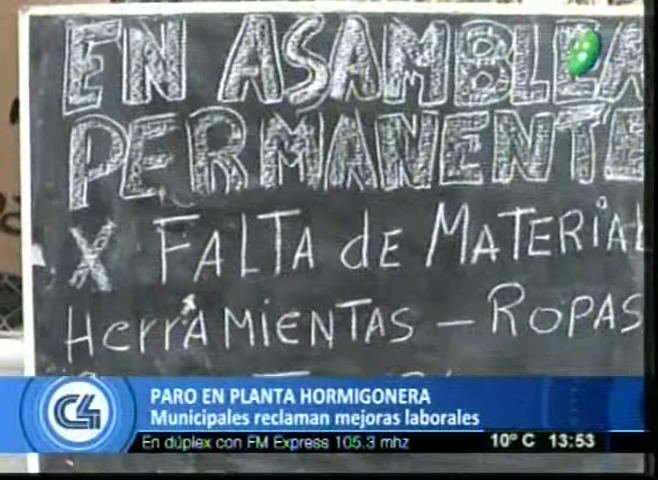 EN ASAMBLEA
PERMANENTE
X FALTA de MATERIAL
HerrAMiENTAS - ROPAS
C4
PARO EN PLANTA HORMIGONERA
Municipales reclaman mejoras laborales
En dúplex con FM Express 105.3 mhz
10º C 13:53